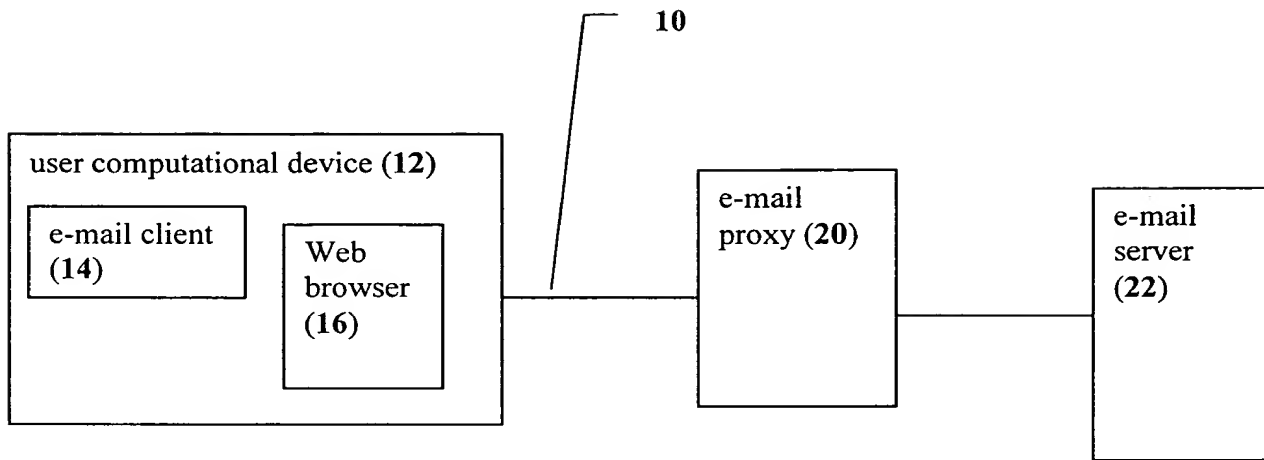 10
user computational device (12)
e-mail client
(14)
Web
browser
(16)
e-mail
proxy (20)
e-mail
server
(22)